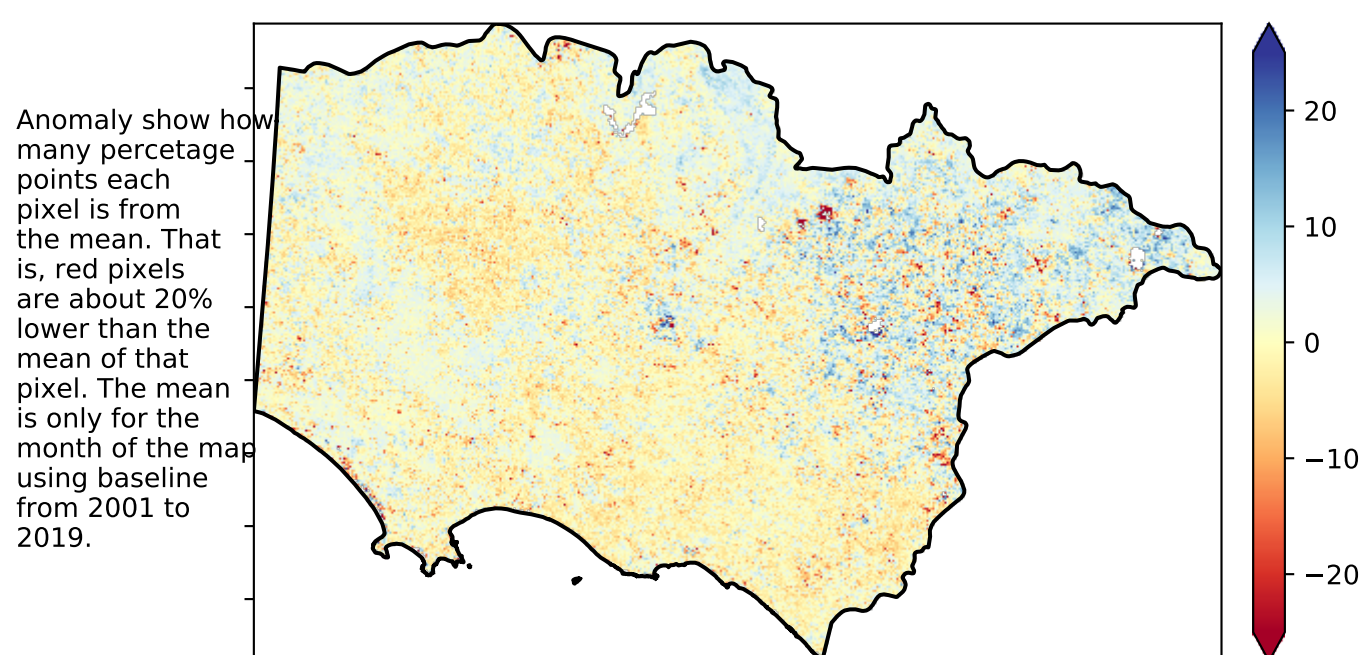 Anomaly show how
many percetage
points each
pixel is from
the mean. That
is, red pixels
are about 20%
lower than the
mean of that
pixel. The mean
is only for the
month of the map
using baseline
from 2001 to
2019.
20
10
0
−10
−20